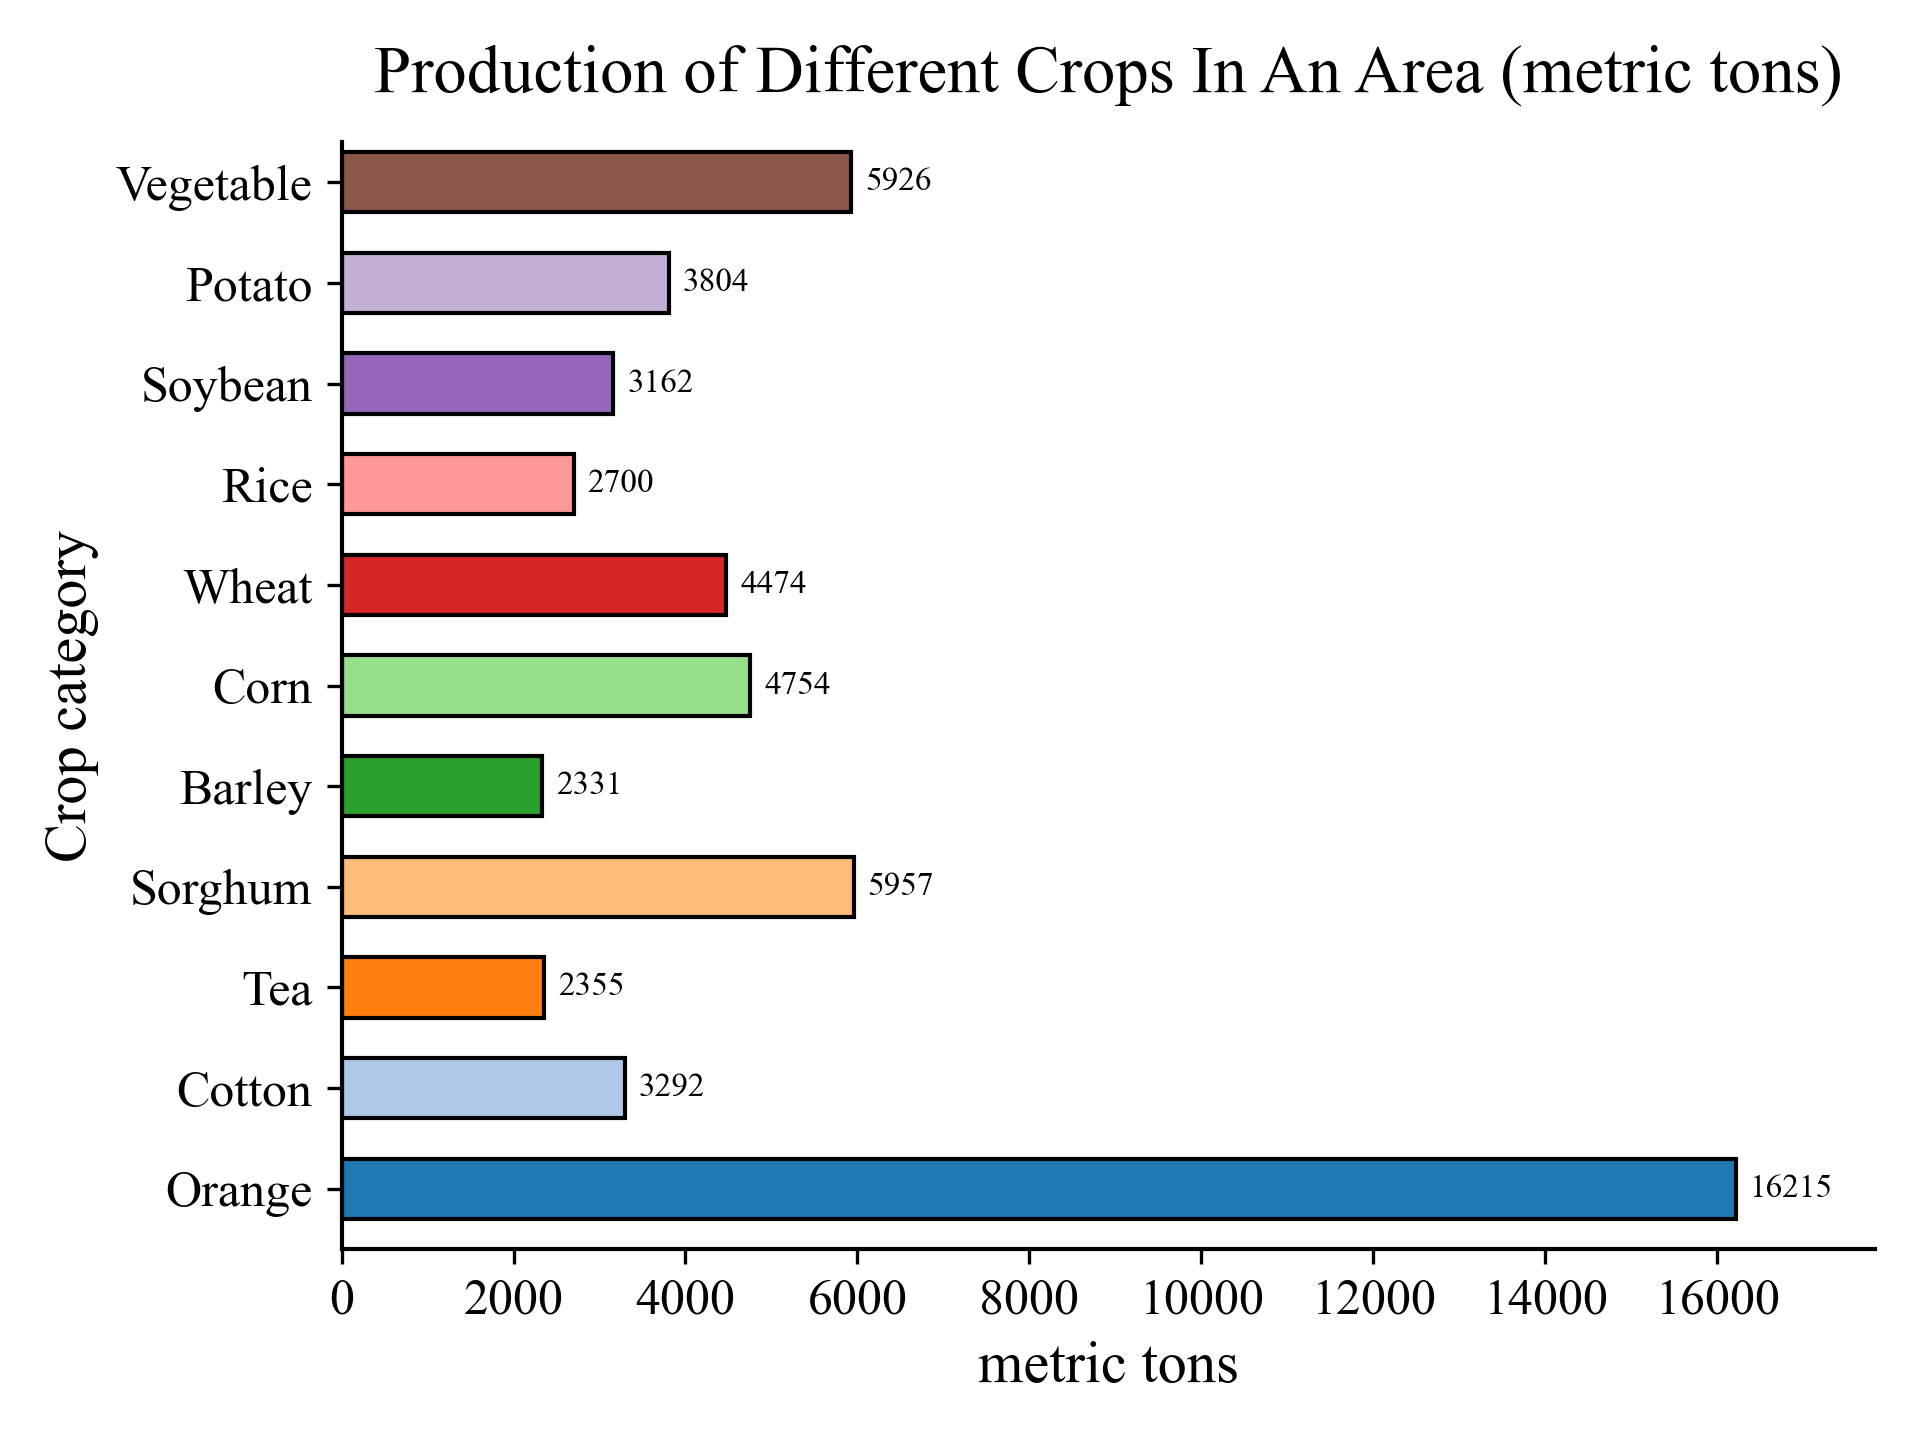 Production of Different Crops In An Area (metric tons)
Vegetable 5926
Potato 3804
Soybean 3162
Rice 2700
Wheat 4474
Corn 4754
Barley 2331
Sorghum 5957
Tea 2355
Cotton 3292
Orange 16215
Crop category
0 2000 4000 6000 8000 10000 12000 14000 16000
metric tons